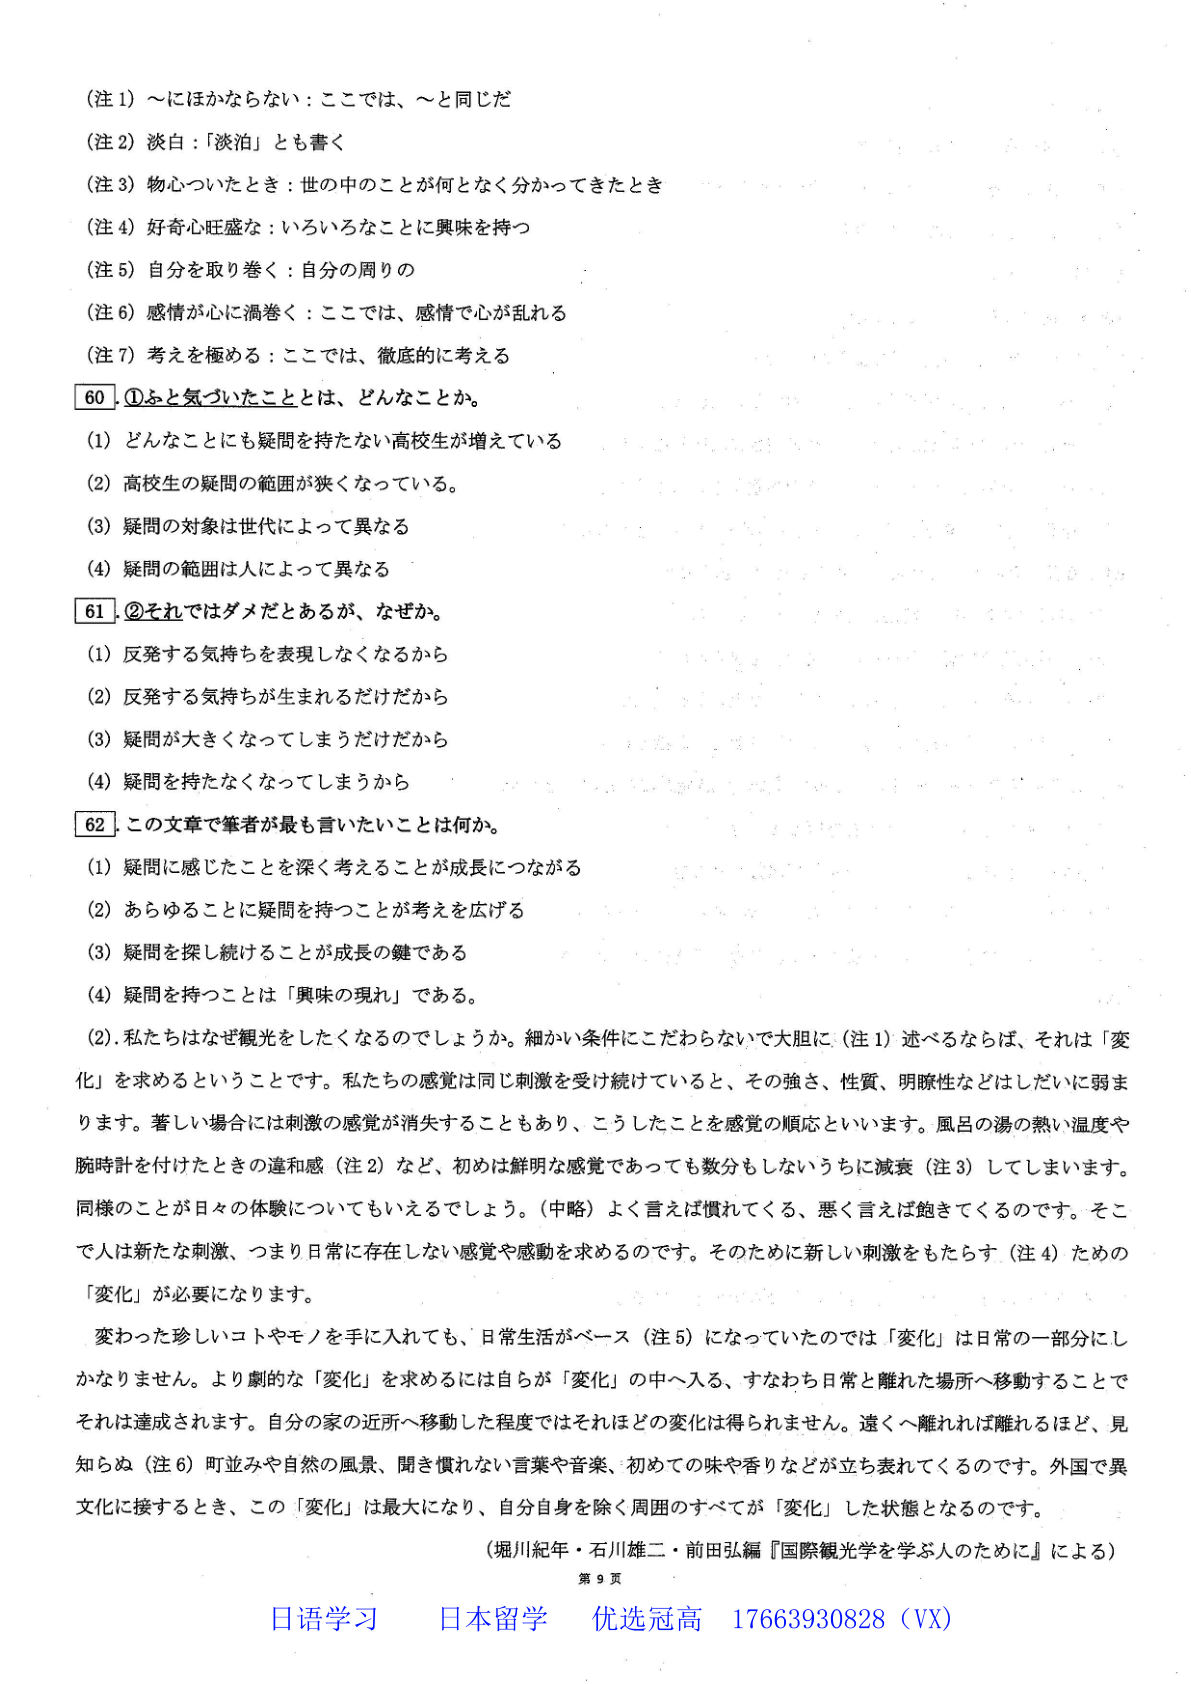 （注1）～にほかならない：ここでは、～と同じだ
（注2）淡白：「淡泊」とも書く
（注3）物心ついたとき：世の中のことが何となく分かってきたとき
（注4）好奇心旺盛な：いろいろなことに興味を持つ
（注5）自分を取り巻く：自分の周りの
（注6）感情が心に渦巻く：ここでは、感情で心が乱れる
（注7）考えを極める：ここでは、徹底的に考える
60.①ふと気づいたこととは、どんなことか。
（1）どんなことにも疑問を持たない高校生が増えている
（2）高校生の疑問の範囲が狭くなっている。
（3）疑問の対象は世代によって異なる
（4）疑問の範囲は人によって異なる
61.②それではダメだとあるが、なぜか。
（1）反発する気持ちを表現しなくなるから
（2）反発する気持ちが生まれるだけだから
（3）疑問が大きくなってしまうだけだから
（4）疑問を持たなくなってしまうから
62.この文章で筆者が最も言いたいことは何か。
（1）疑問に感じたことを深く考えることが成長につながる
（2）あらゆることに疑問を持つことが考えを広げる
（3）疑問を探し続けることが成長の鍵である
（4）疑問を持つことは「興味の現れ」である。
（2）.私たちはなぜ観光をしたくなるのでしょうか。細かい条件にこだわらないで大胆に（注1）述べるならば、それは「変
化」を求めるということです。私たちの感覚は同じ刺激を受け続けていると、その強さ、性質、明瞭性などはしだいに弱ま
ります。著しい場合には刺激の感覚が消失することもあり、こうしたことを感覚の順応といいます。風呂の湯の熱い温度や
腕時計を付けたときの違和感（注2）など、初めは鮮明な感覚であっても数分もしないうちに減衰（注3）してしまいます。
同様のことが日々の体験についてもいえるでしょう。（中略）よく言えば慣れてくる、悪く言えば飽きてくるのです。そこ
で人は新たな刺激、つまり日常に存在しない感覚や感動を求めるのです。そのために新しい刺激をもたらす（注4）ための
「変化」が必要になります。
変わった珍しいコトやモノを手に入れても、日常生活がベース（注5）になっていたのでは「変化」は日常の一部分にし
かなりません。より劇的な「変化」を求めるには自らが「変化」の中へ入る、すなわち日常と離れた場所へ移動することで
それは達成されます。自分の家の近所へ移動した程度ではそれほどの変化は得られません。遠くへ離れれば離れるほど、見
知らぬ（注6）町並みや自然の風景、聞き慣れない言葉や音楽、初めての味や香りなどが立ち表れてくるのです。外国で異
文化に接するとき、この「変化」は最大になり、自分自身を除く周囲のすべてが「変化」した状態となるのです。
（堀川紀年・石川雄二・前田弘編『国際観光学を学ぶ人のために』による）
第 9 页
日语学习 日本留学 优选冠高 17663930828（VX）